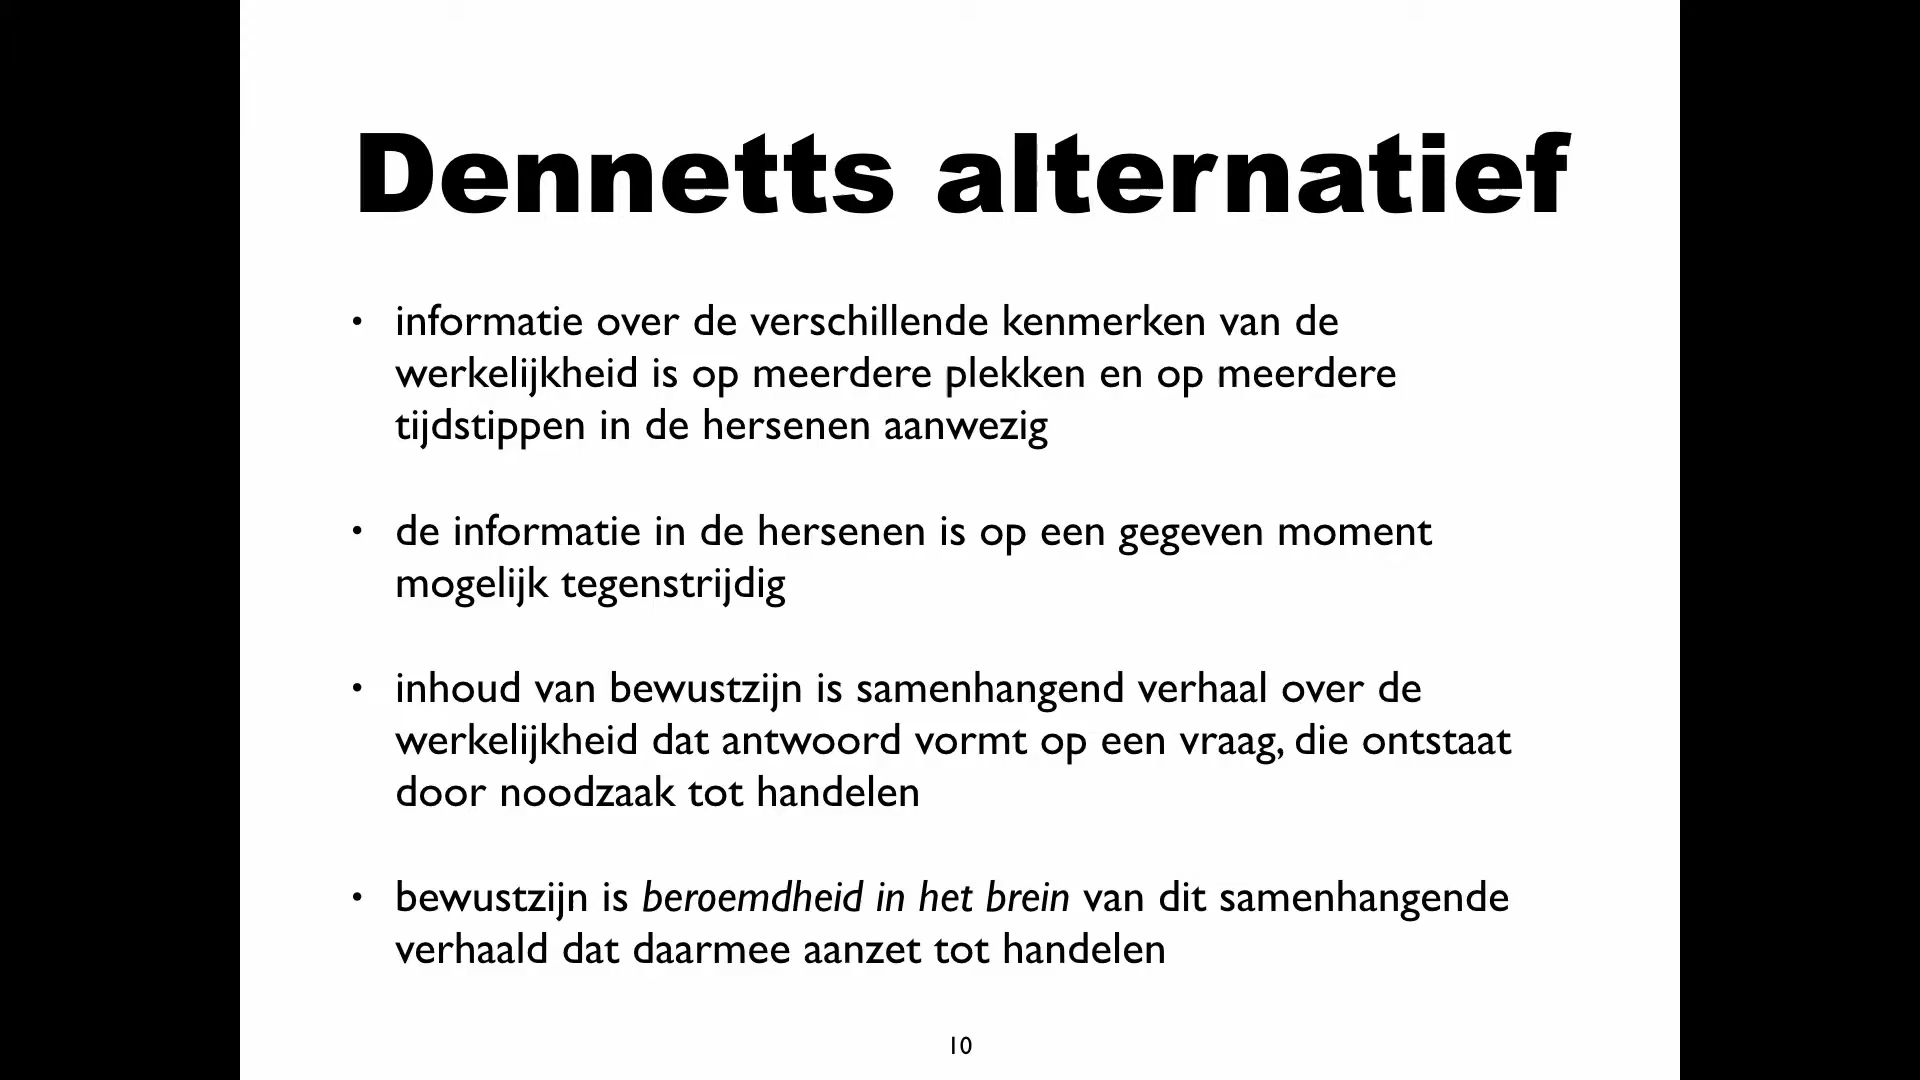 Dennetts alternatief
• informatie over de verschillende kenmerken van de
werkelijkheid is op meerdere plekken en op meerdere
tijdstippen in de hersenen aanwezig
• de informatie in de hersenen is op een gegeven moment
mogelijk tegenstrijdig
• inhoud van bewustzijn is samenhangend verhaal over de
werkelijkheid dat antwoord vormt op een vraag, die ontstaat
door noodzaak tot handelen
• bewustzijn is beroemdheid in het brein van dit samenhangende
verhaald dat daarmee aanzet tot handelen
10